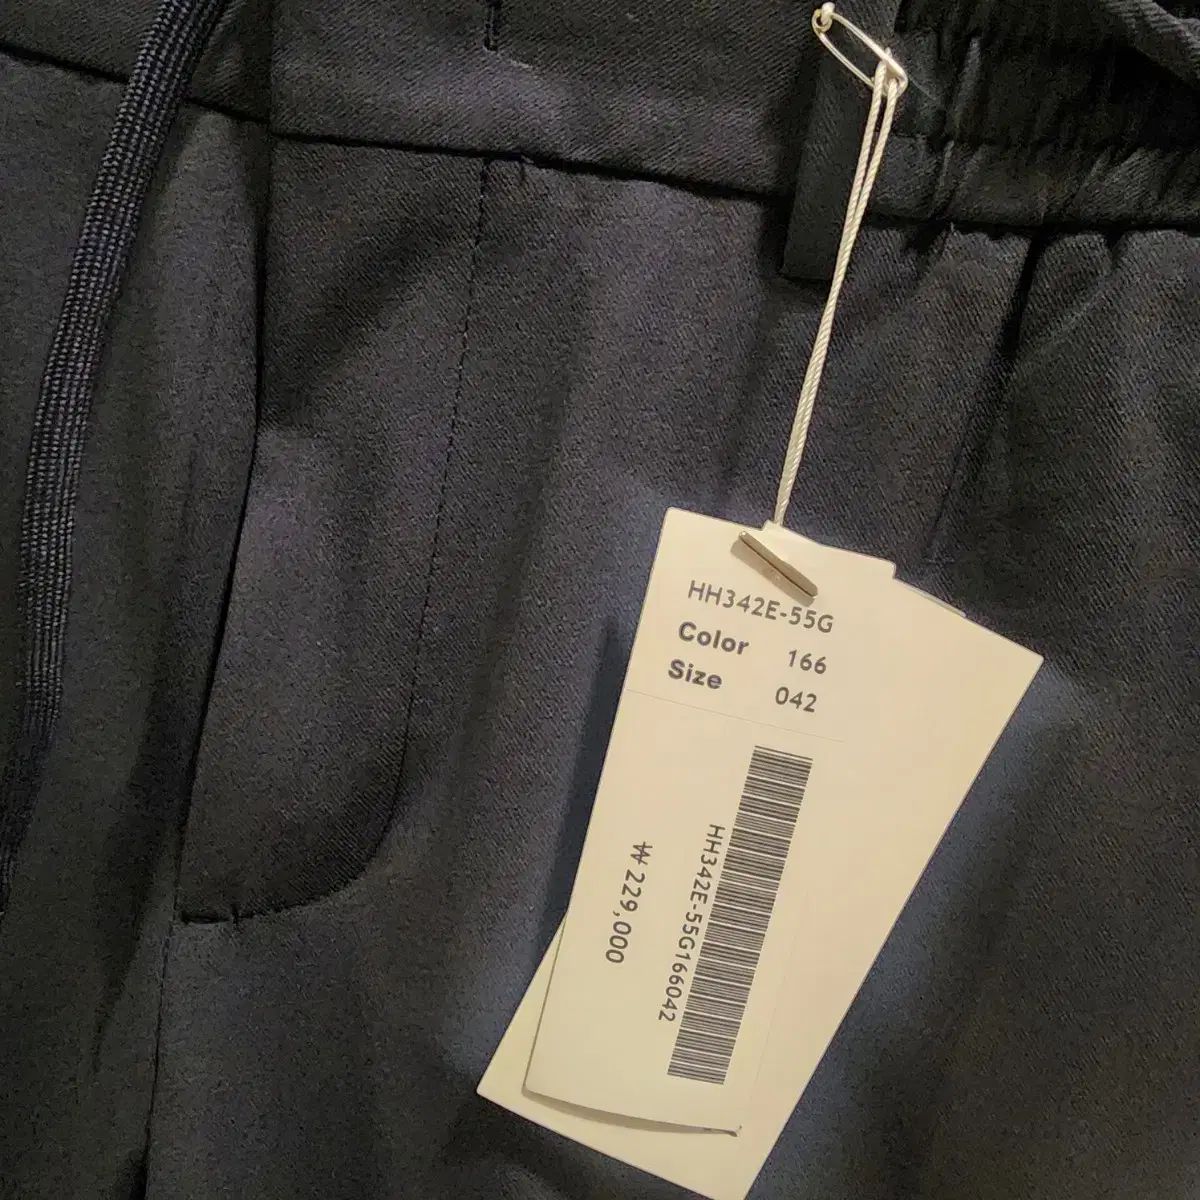 HH342E-55G
Color 166
Size 042
HH342E-55G166042
₩ 229,000